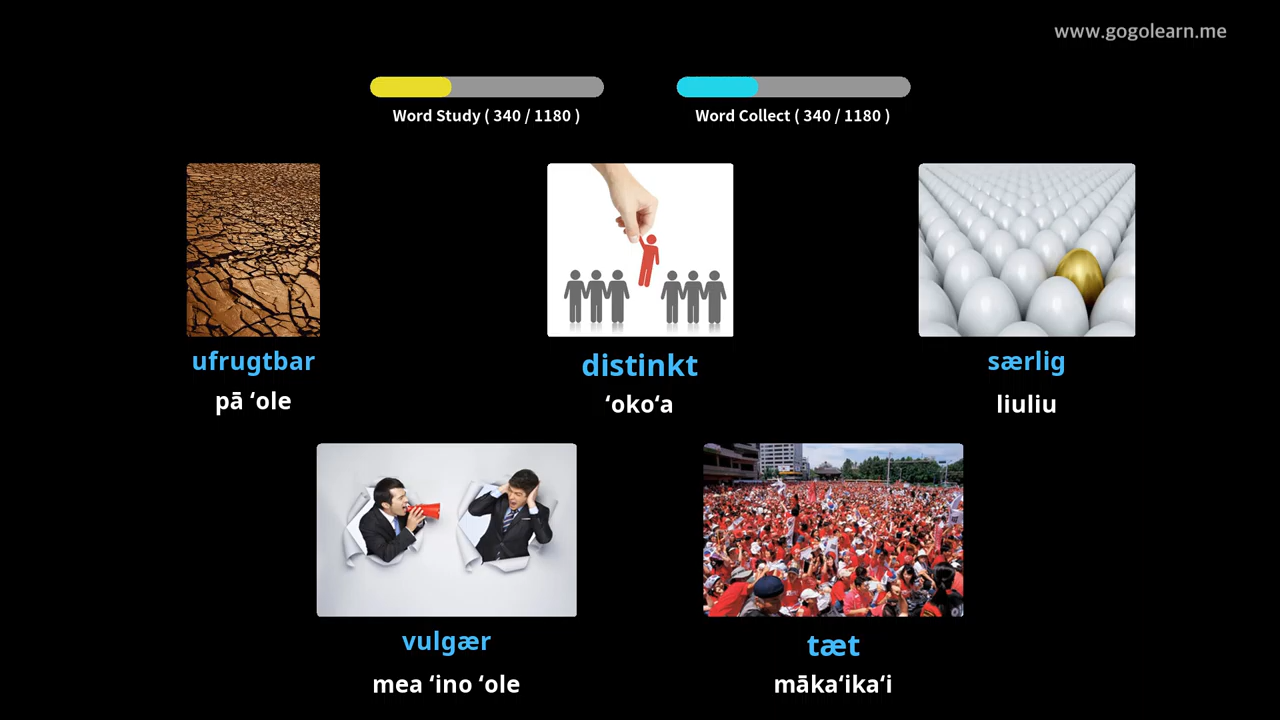 www.gogolearn.me
Word Study ( 340 / 1180 )
Word Collect ( 340 / 1180 )
ufrugtbar
pā ʻole
distinkt
ʻokoʻa
særlig
liuliu
vulgær
mea ʻino ʻole
tæt
mākaʻikaʻi